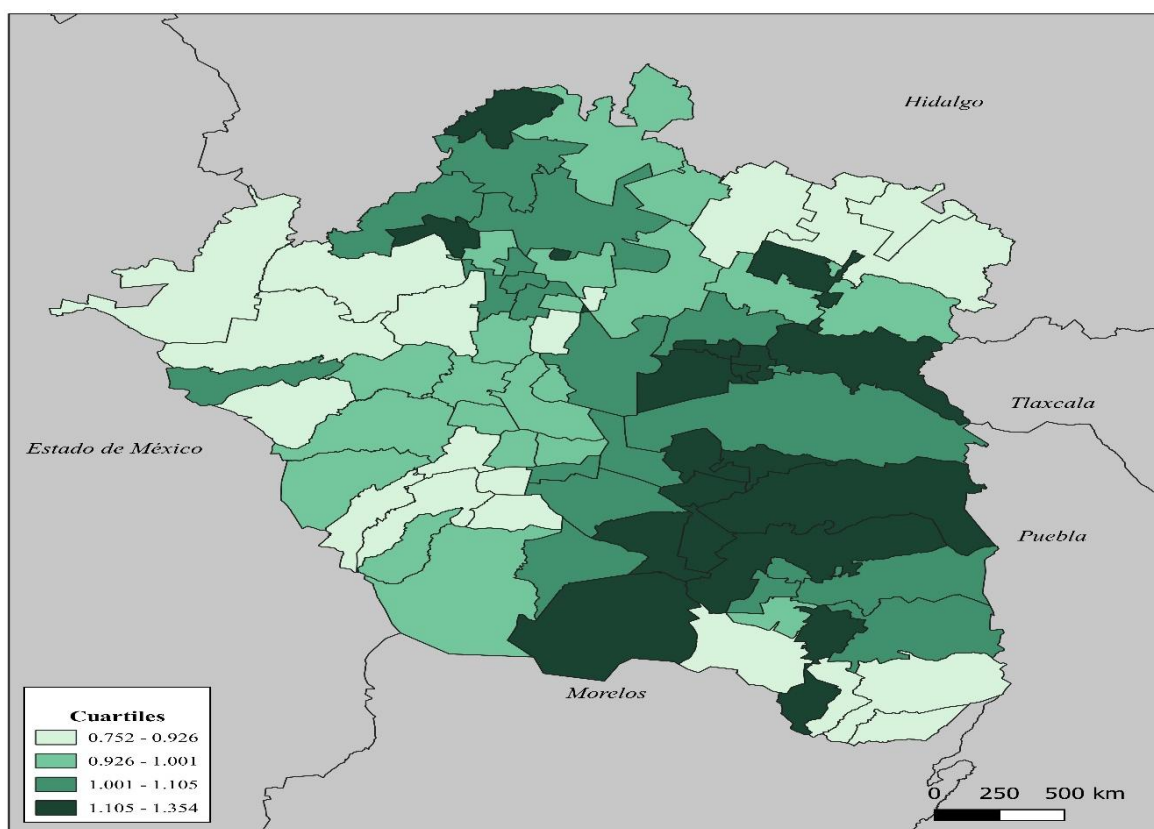 Hidalgo
Tlaxcala
Estado de México
Puebla
Morelos
Cuartiles
0.752 - 0.926
0.926 - 1.001
1.001 - 1.105
1.105 - 1.354
0 250 500 km